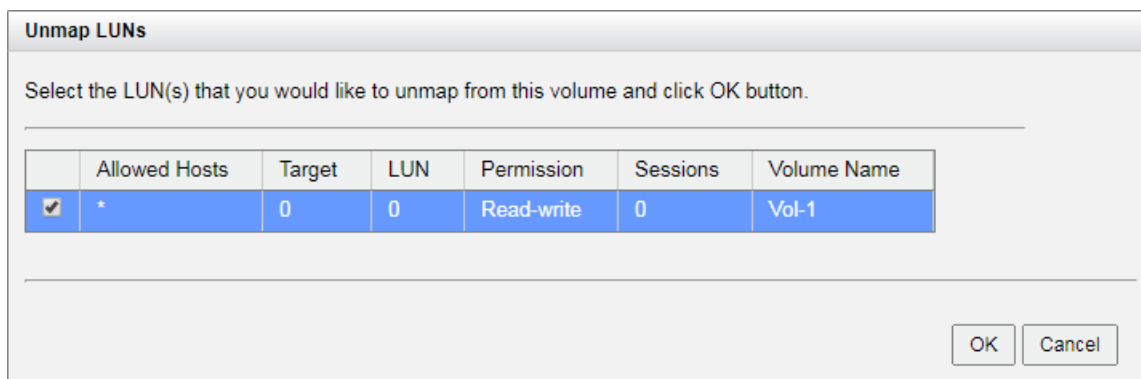 Unmap LUNs
Select the LUN(s) that you would like to unmap from this volume and click OK button.
Allowed Hosts Target LUN Permission Sessions Volume Name
* 0 0 Read-write 0 Vol-1
OK Cancel